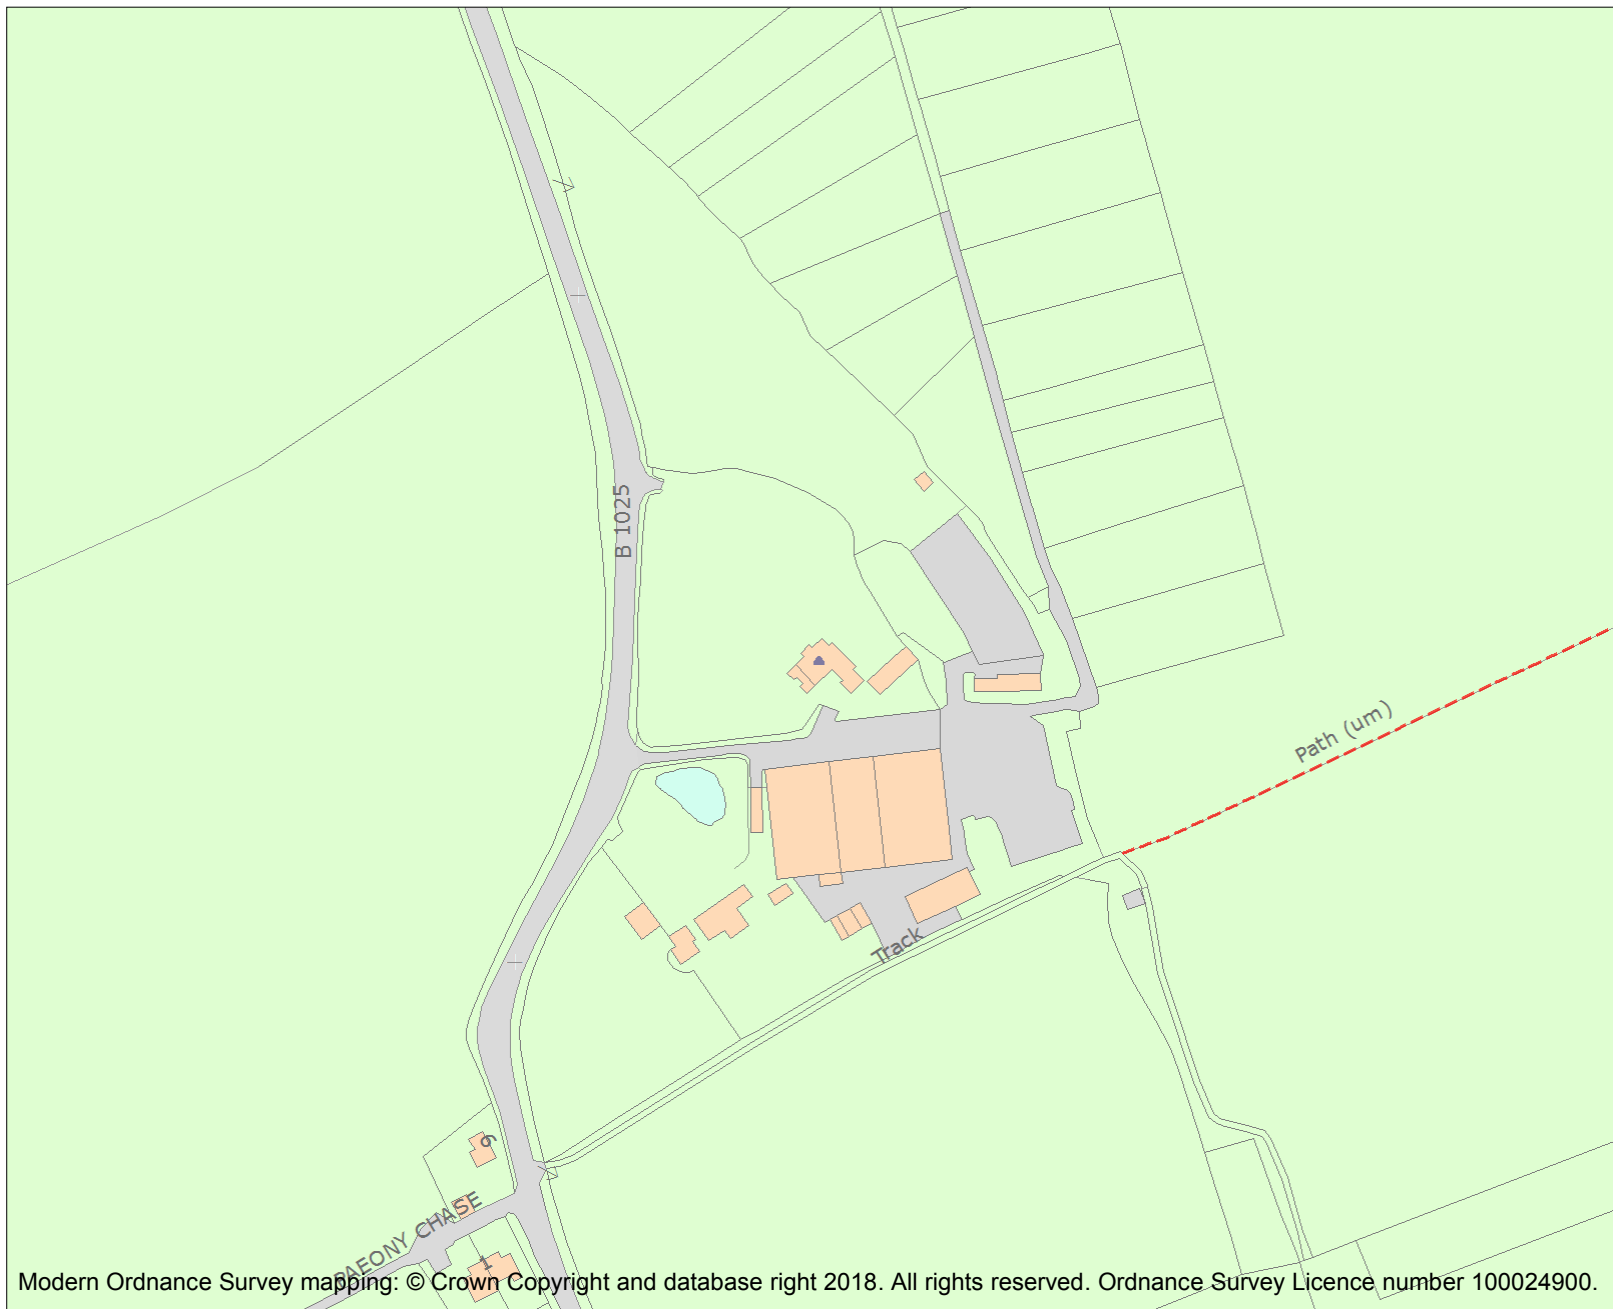 B 1025
Path (um)
Track
6
PAEONY CHASE
1
Modern Ordnance Survey mapping: © Crown Copyright and database right 2018. All rights reserved. Ordnance Survey Licence number 100024900.